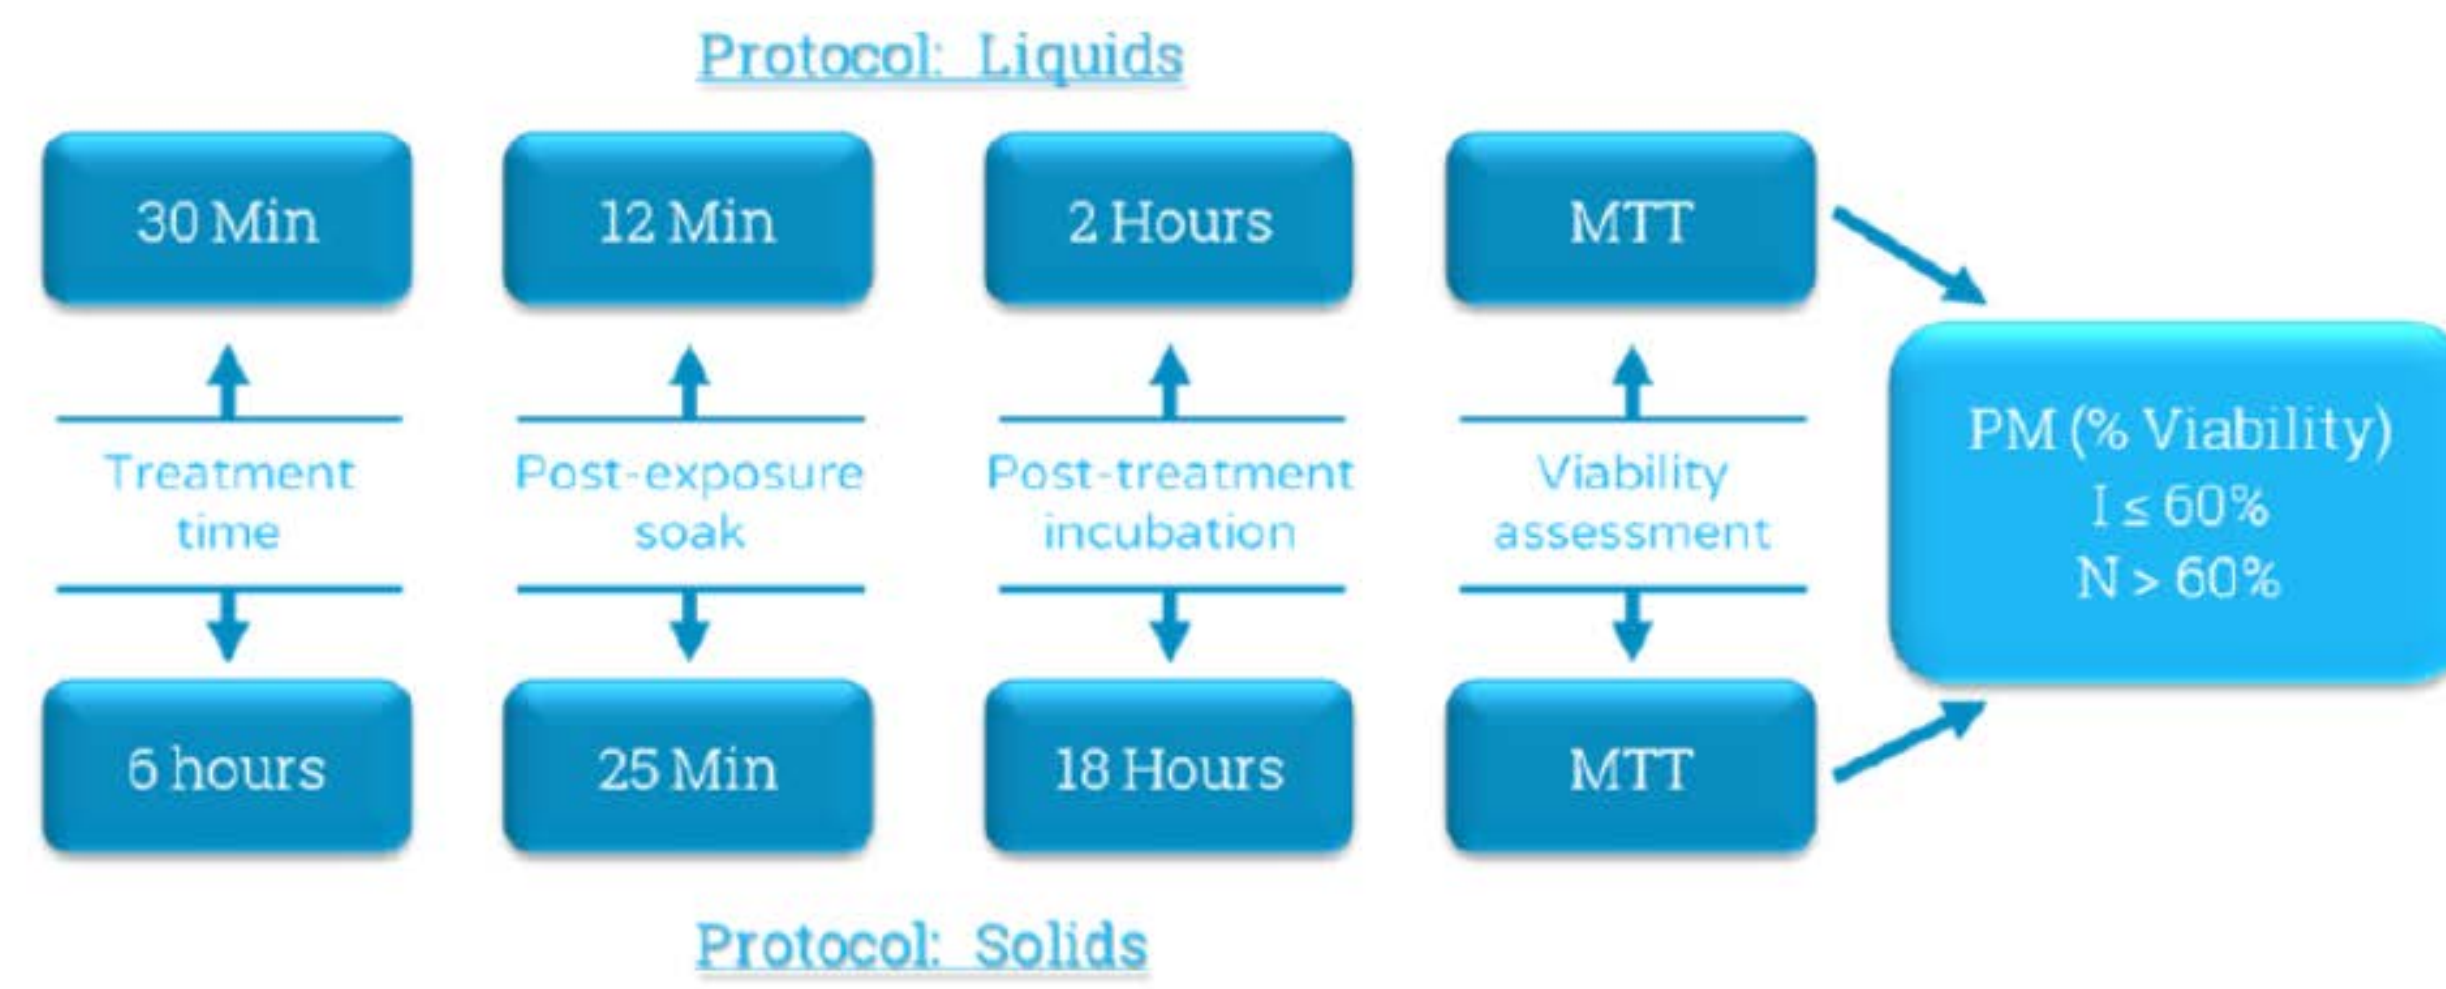 Protocol: Liquids
30 Min
12 Min
2 Hours
MTT
Treatment
time
Post-exposure
soak
Post-treatment
incubation
Viability
assessment
PM (% Viability)
I ≤ 60%
N > 60%
6 hours
25 Min
18 Hours
MTT
Protocol: Solids